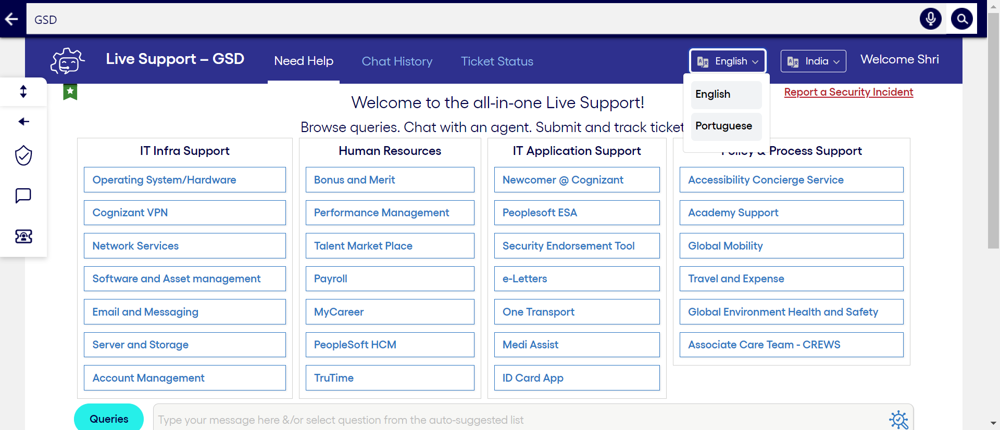 GSD
Live Support – GSD
Need Help
Chat History
Ticket Status
English
India
Welcome Shri
English
Portuguese
Report a Security Incident
Welcome to the all-in-one Live Support!
Browse queries. Chat with an agent. Submit and track ticket
IT Infra Support
Operating System/Hardware
Cognizant VPN
Network Services
Software and Asset management
Email and Messaging
Server and Storage
Account Management
Human Resources
Bonus and Merit
Performance Management
Talent Market Place
Payroll
MyCareer
PeopleSoft HCM
TruTime
IT Application Support
Newcomer @ Cognizant
Peoplesoft ESA
Security Endorsement Tool
e-Letters
One Transport
Medi Assist
ID Card App
Policy & Process Support
Accessibility Concierge Service
Academy Support
Global Mobility
Travel and Expense
Global Environment Health and Safety
Associate Care Team - CREWS
Queries
Type your message here &/or select question from the auto-suggested list